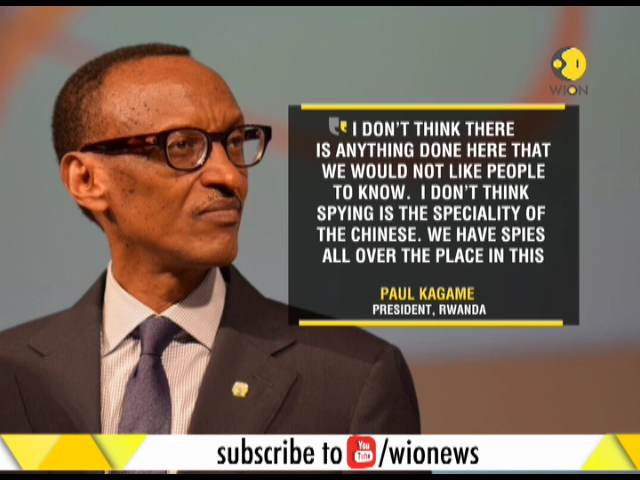 WION
I DON'T THINK THERE
IS ANYTHING DONE HERE THAT
WE WOULD NOT LIKE PEOPLE
TO KNOW. I DON'T THINK
SPYING IS THE SPECIALITY OF
THE CHINESE. WE HAVE SPIES
ALL OVER THE PLACE IN THIS
PAUL KAGAME
PRESIDENT, RWANDA
subscribe to You Tube /wionews